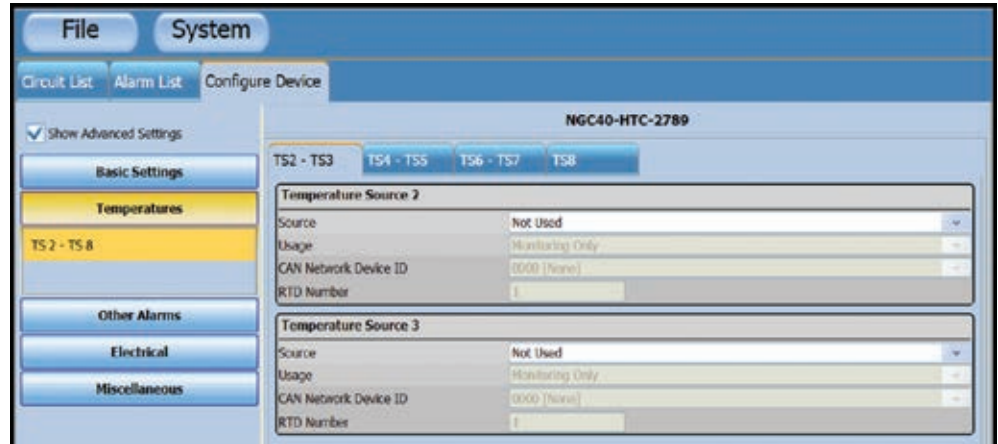 File System
Circuit List Alarm List Configure Device
NGC40-HTC-2789
Show Advanced Settings
Basic Settings
Temperatures
TS 2 - TS 8
Other Alarms
Electrical
Miscellaneous
TS2 - TS3 TS4 - TS5 TS6 - TS7 TS8
Temperature Source 2
Source Not Used
Usage Monitoring Only
CAN Network Device ID 0000 [None]
RTD Number 1
Temperature Source 3
Source Not Used
Usage Monitoring Only
CAN Network Device ID 0000 [None]
RTD Number 1